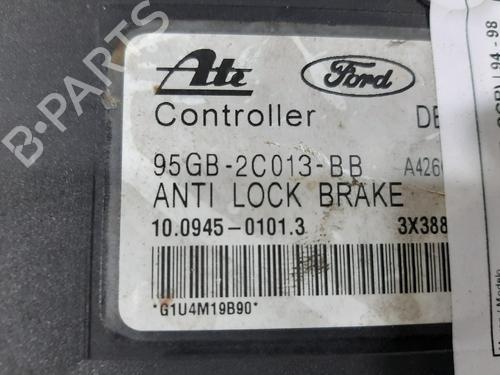 Ate Ford
Controller DE
95GB-2C013-BB A426
ANTI LOCK BRAKE
10.0945-0101.3 3X388
*G1U4M19B90*
94 - 98
B-PARTS